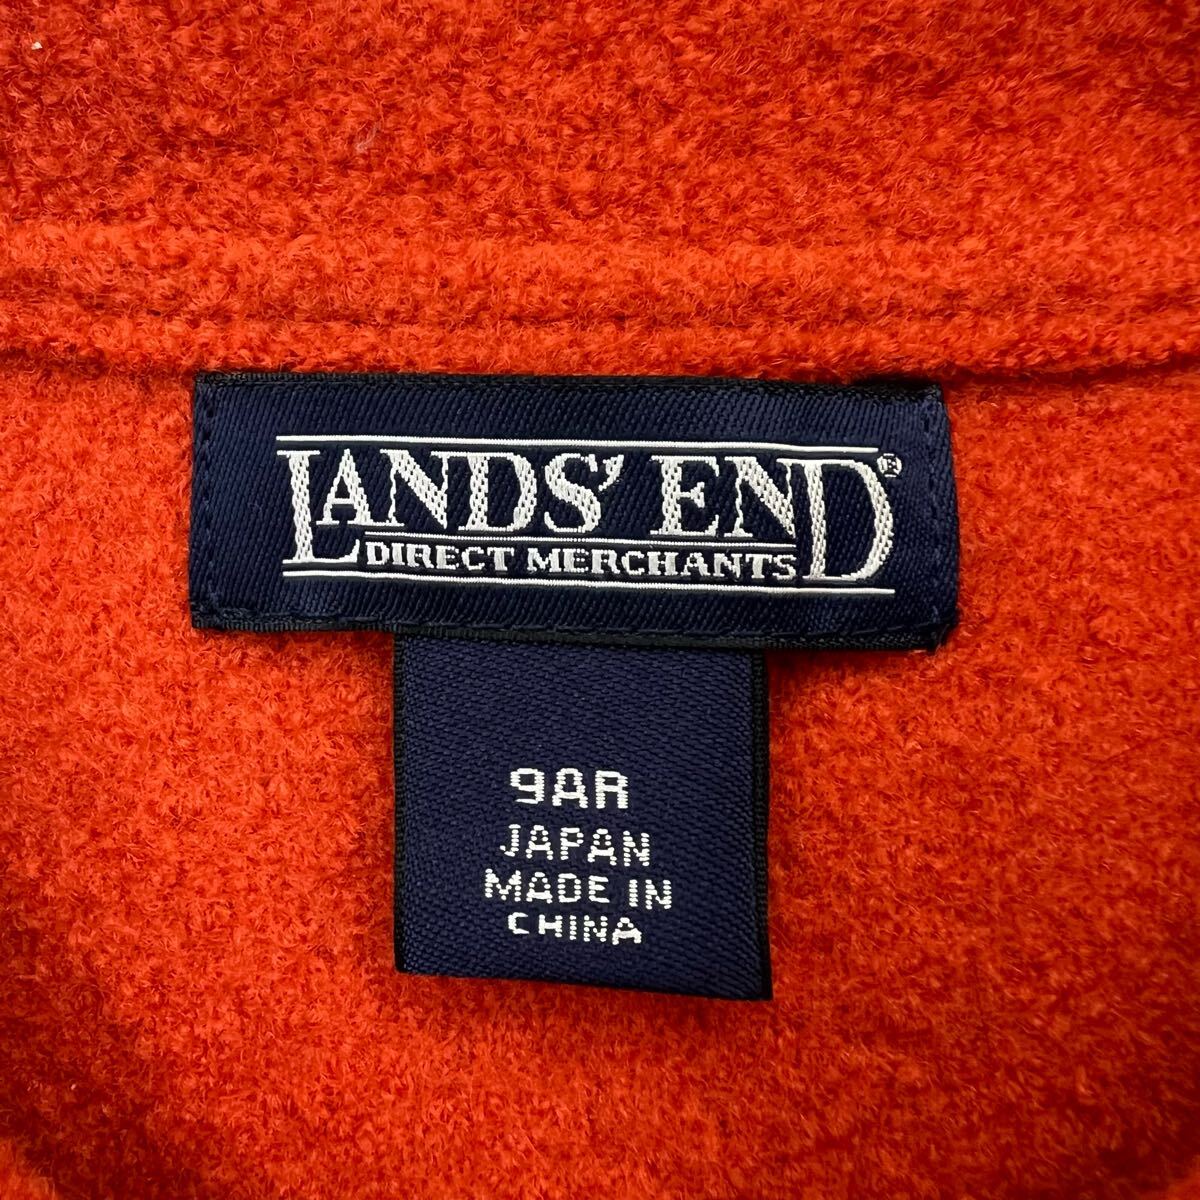 LANDS' END®
DIRECT MERCHANTS
9AR
JAPAN
MADE IN
CHINA